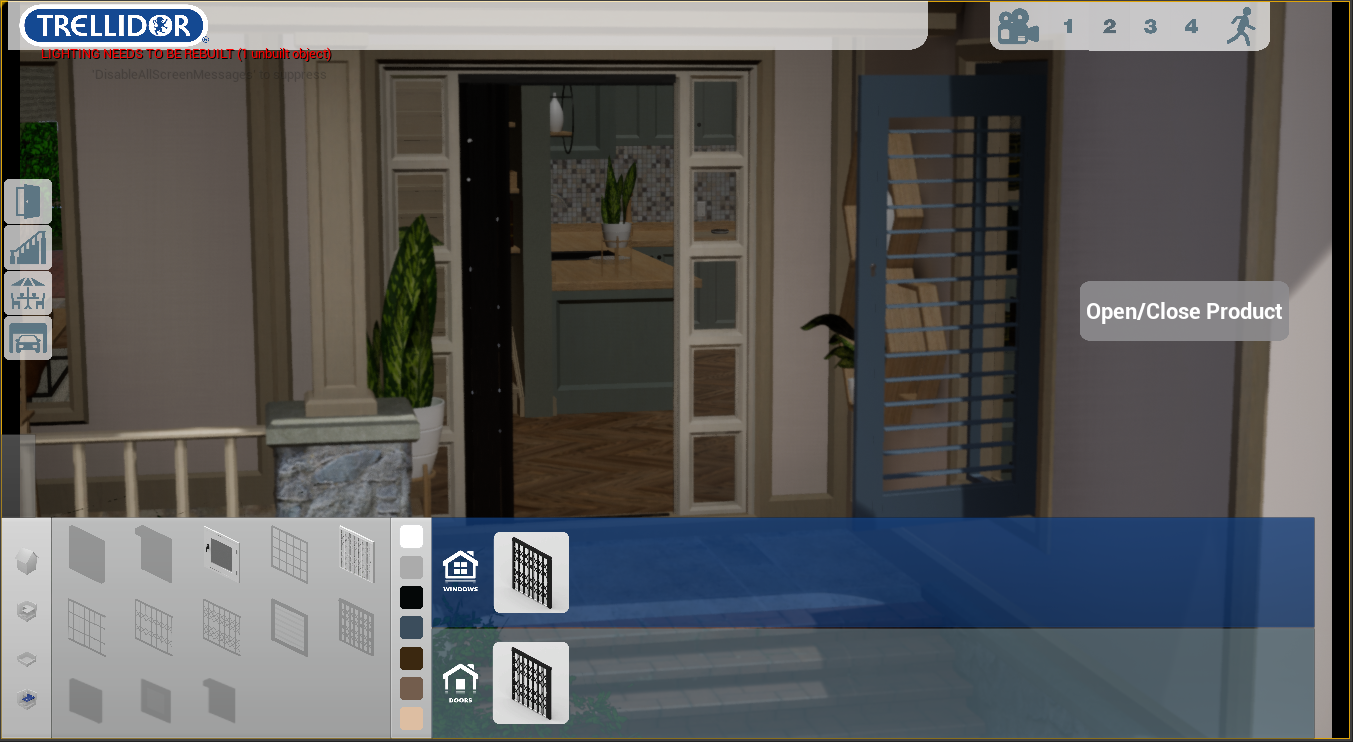 TRELLIDOR
LIGHTING NEEDS TO BE REBUILT (1 unbuilt object)
'DisableAllScreenMessages' to suppress
1 2 3 4
Open/Close Product
WINDOWS
DOORS